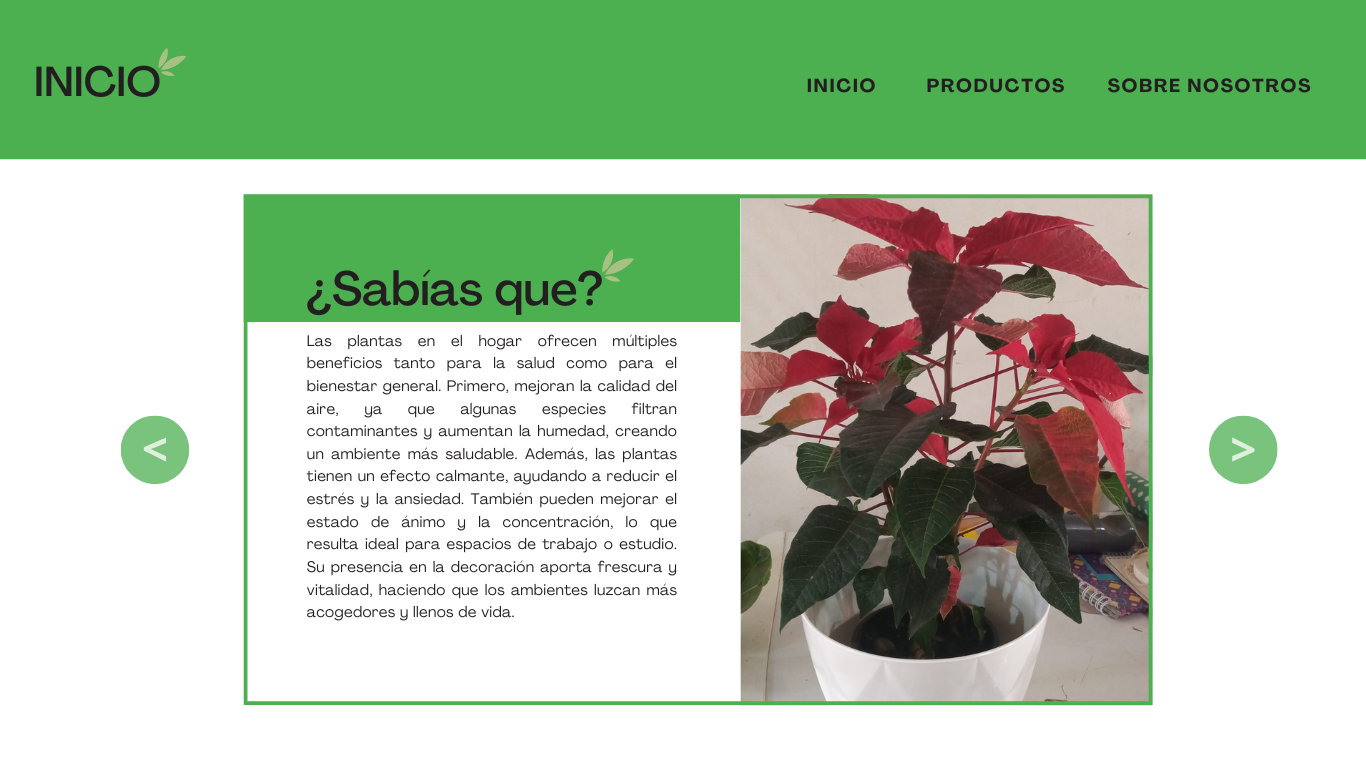 INICIO
INICIO PRODUCTOS SOBRE NOSOTROS
¿Sabías que?
Las plantas en el hogar ofrecen múltiples
beneficios tanto para la salud como para el
bienestar general. Primero, mejoran la calidad del
aire, ya que algunas especies filtran
contaminantes y aumentan la humedad, creando
un ambiente más saludable. Además, las plantas
tienen un efecto calmante, ayudando a reducir el
estrés y la ansiedad. También pueden mejorar el
estado de ánimo y la concentración, lo que
resulta ideal para espacios de trabajo o estudio.
Su presencia en la decoración aporta frescura y
vitalidad, haciendo que los ambientes luzcan más
acogedores y llenos de vida.
<
>